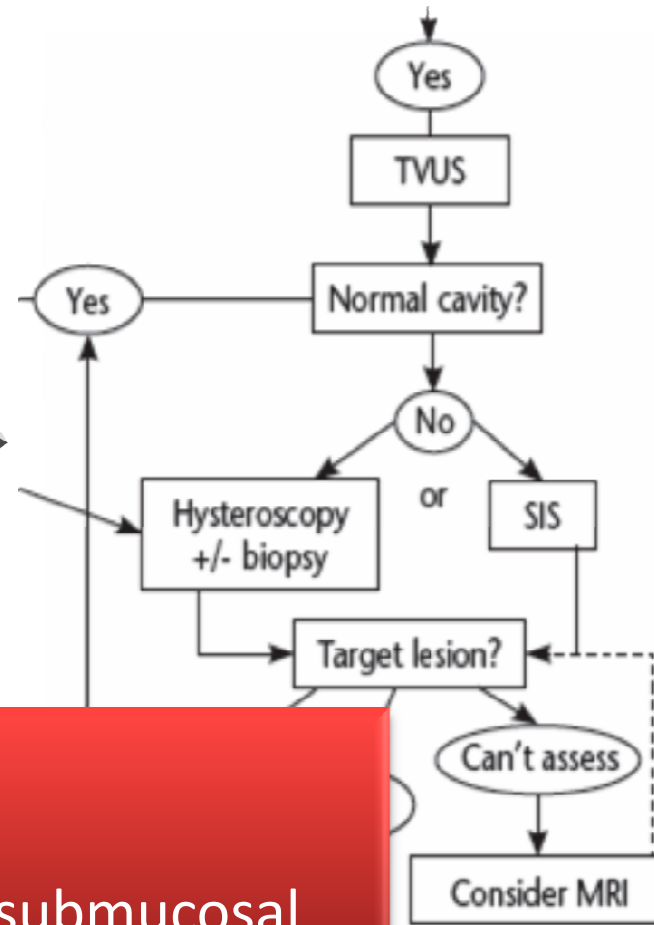 Yes
TVUS
Yes
Normal cavity?
No
Hysteroscopy
+/- biopsy
or
SIS
Target lesion?
Can't assess
Consider MRI
submucosal